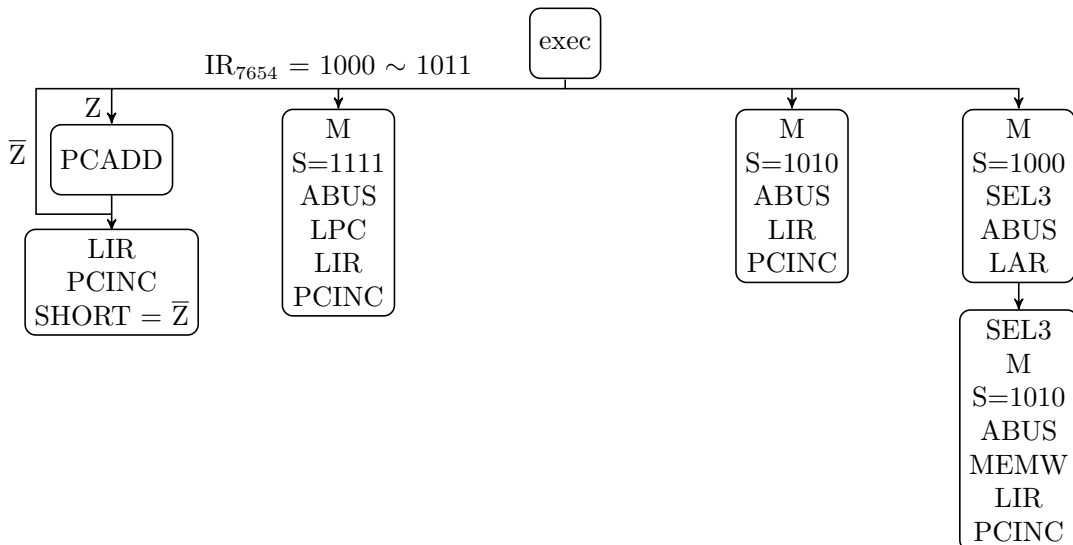 exec
IR₇₆₅₄ = 1000 ∼ 1011
Z
Z̅
PCADD
LIR
PCINC
SHORT = Z̅
M
S=1111
ABUS
LPC
LIR
PCINC
M
S=1010
ABUS
LIR
PCINC
M
S=1000
SEL3
ABUS
LAR
SEL3
M
S=1010
ABUS
MEMW
LIR
PCINC